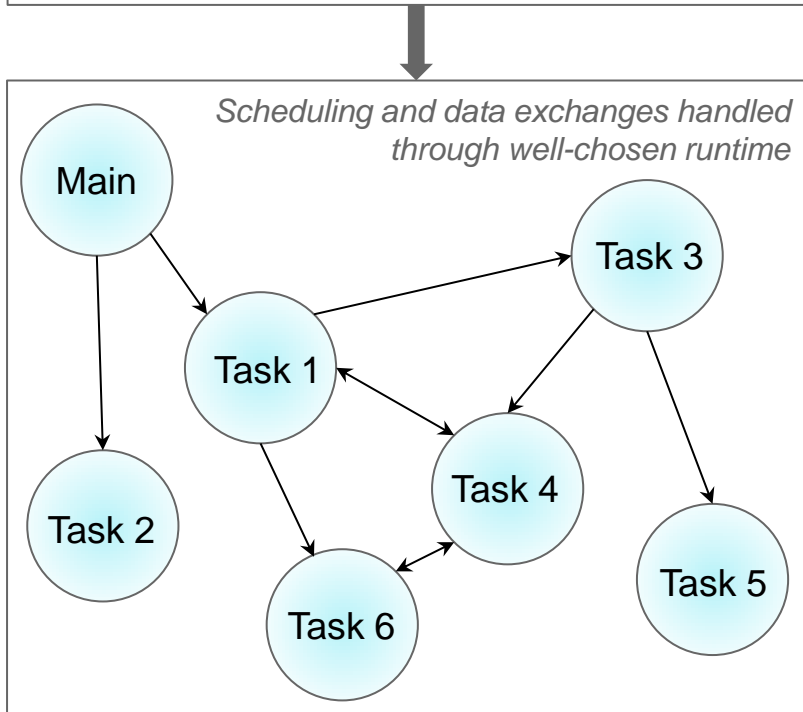 Scheduling and data exchanges handled
through well-chosen runtime
Main
Task 3
Task 1
Task 4
Task 2
Task 5
Task 6